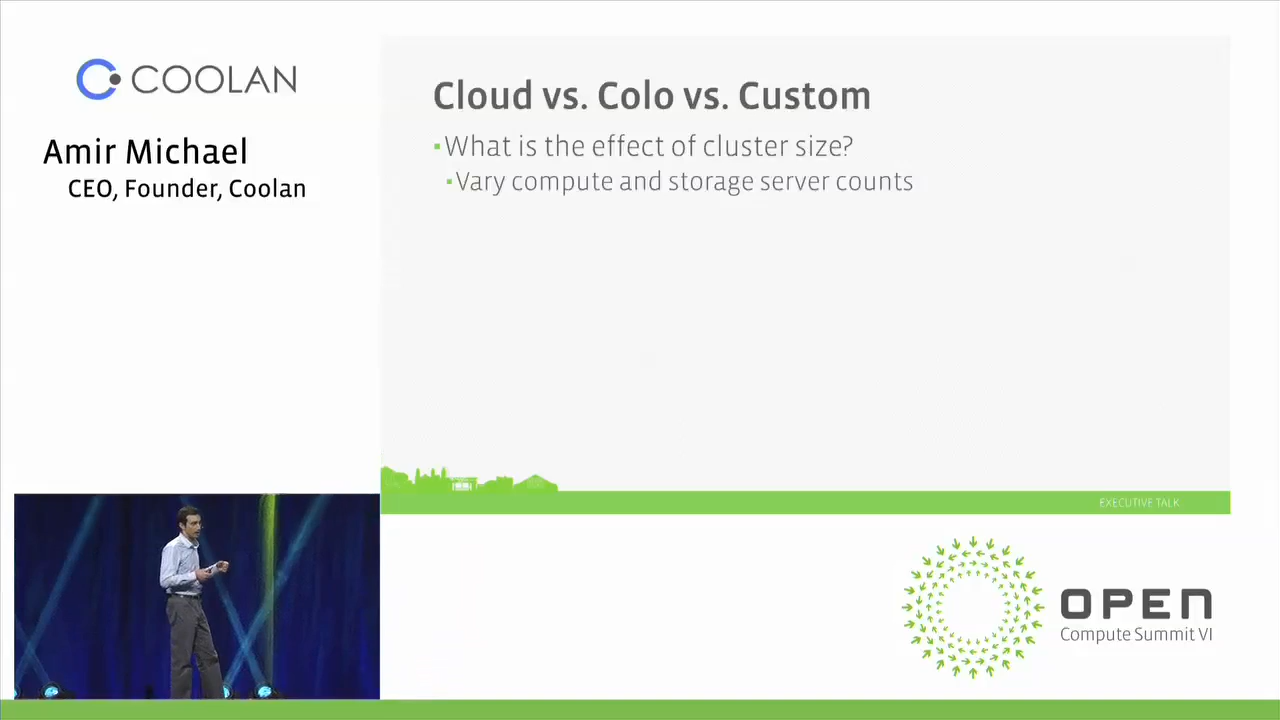 COOLAN
Amir Michael
CEO, Founder, Coolan
Cloud vs. Colo vs. Custom
▪What is the effect of cluster size?
▪Vary compute and storage server counts
EXECUTIVE TALK
OPEN
Compute Summit VI